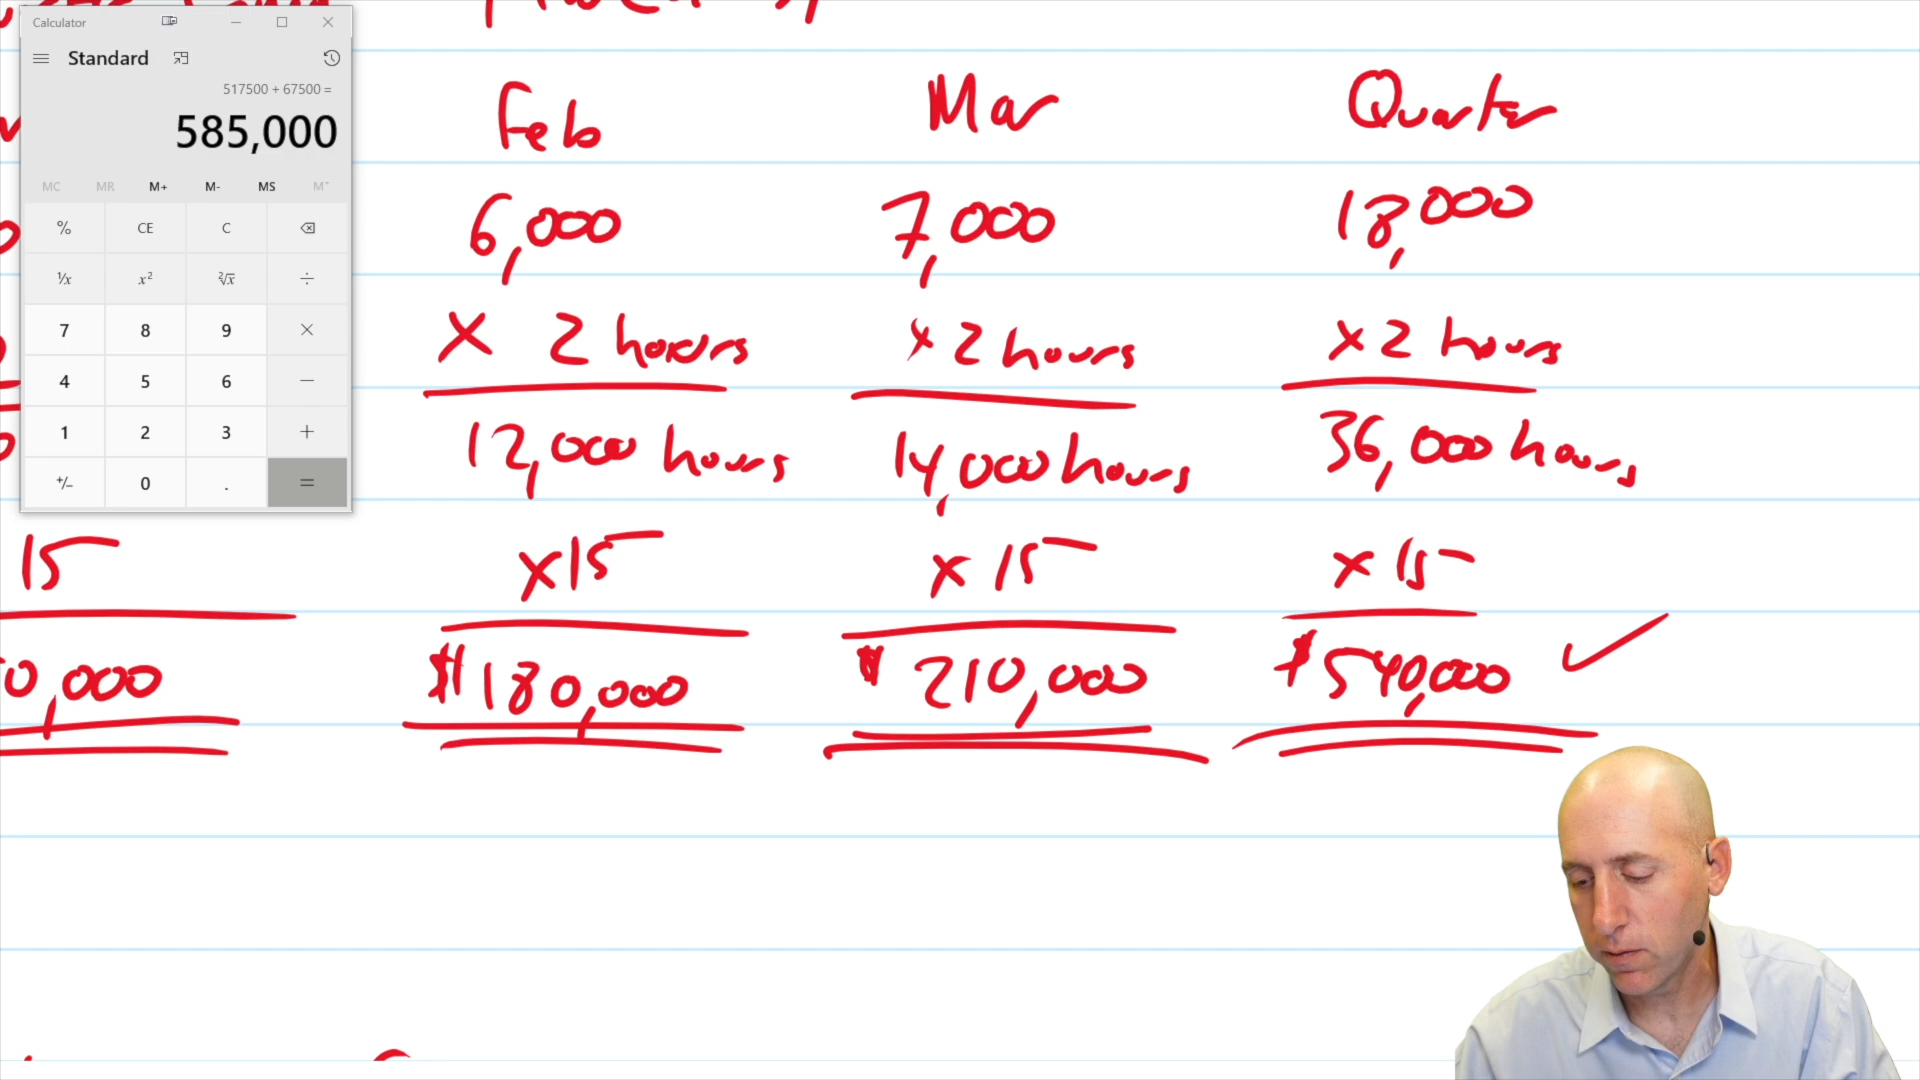 Calculator
Standard
517500 + 67500 =
585,000
MC MR M+ M- MS M˅
% CE C
¹/x x² ²√x ÷
7 8 9 ×
4 5 6 −
1 2 3 +
+/− 0 . =
Feb Mar Quarter
6,000 7,000 18,000
x 2 hours x 2 hours x 2 hours
12,000 hours 14,000 hours 36,000 hours
15 x 15 x 15 x 15
0,000 $180,000 $210,000 $540,000 ✓